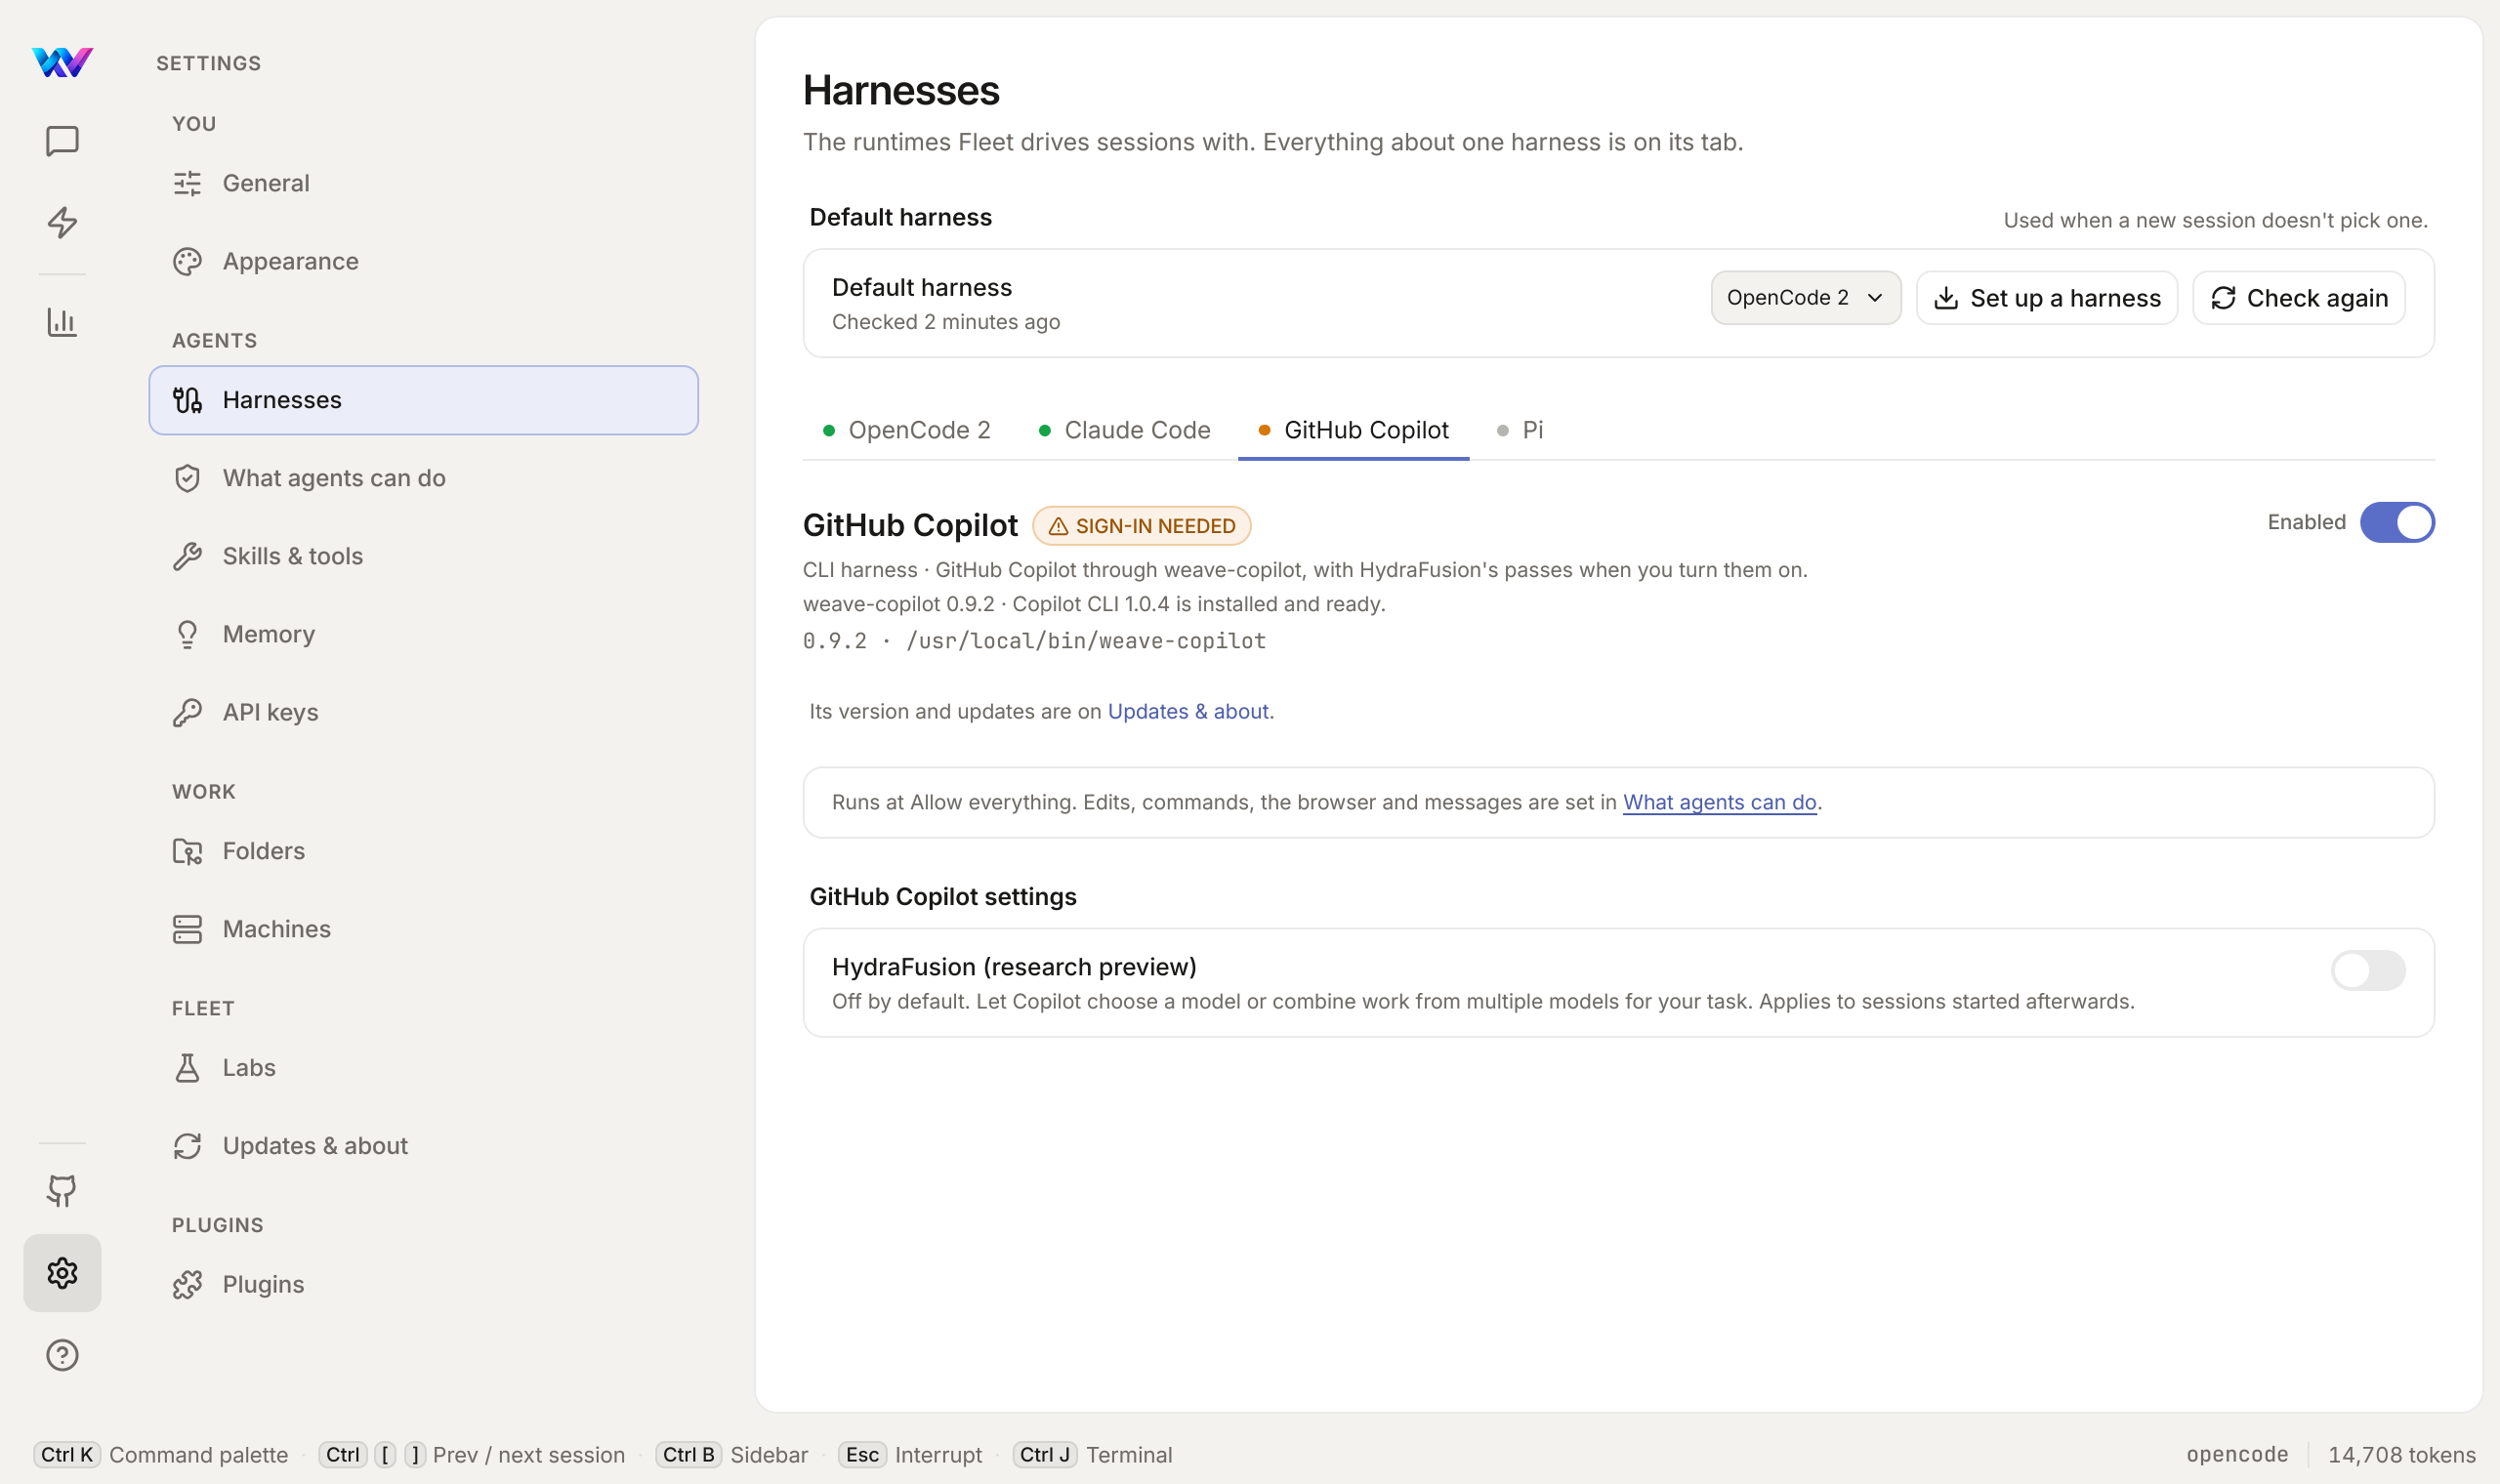 SETTINGS
YOU
General
Appearance
AGENTS
Harnesses
What agents can do
Skills & tools
Memory
API keys
WORK
Folders
Machines
FLEET
Labs
Updates & about
PLUGINS
Plugins
Harnesses
The runtimes Fleet drives sessions with. Everything about one harness is on its tab.
Default harness
Used when a new session doesn't pick one.
Default harness
Checked 2 minutes ago
OpenCode 2
Set up a harness
Check again
OpenCode 2
Claude Code
GitHub Copilot
Pi
GitHub Copilot
SIGN-IN NEEDED
Enabled
CLI harness · GitHub Copilot through weave-copilot, with HydraFusion's passes when you turn them on.
weave-copilot 0.9.2 · Copilot CLI 1.0.4 is installed and ready.
0.9.2 · /usr/local/bin/weave-copilot
Its version and updates are on Updates & about.
Runs at Allow everything. Edits, commands, the browser and messages are set in What agents can do.
GitHub Copilot settings
HydraFusion (research preview)
Off by default. Let Copilot choose a model or combine work from multiple models for your task. Applies to sessions started afterwards.
Ctrl K Command palette · Ctrl [ ] Prev / next session · Ctrl B Sidebar · Esc Interrupt · Ctrl J Terminal
opencode
14,708 tokens